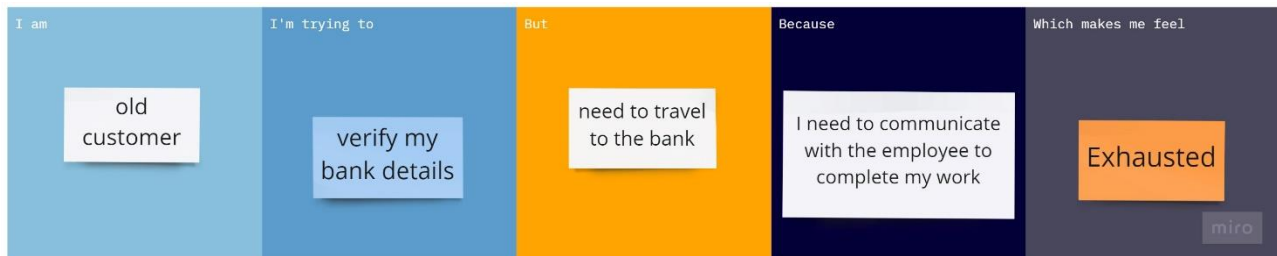 I am
old
customer
I'm trying to
verify my
bank details
But
need to travel
to the bank
Because
I need to communicate
with the employee to
complete my work
Which makes me feel
Exhausted
miro